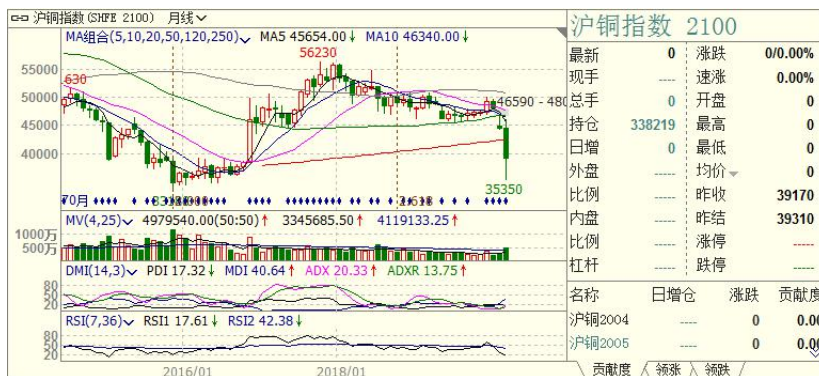 沪铜指数(SHFE 2100) 月线
MA组合(5,10,20,50,120,250) MA5 45654.00↓ MA10 46340.00↓
56230
630
55000
50000
45000
40000
46590 - 480
35350
70月
MV(4,25) 4979540.00(50:50)↑ 3345685.50↑ 4119133.25↑
1000万
500万
DMI(14,3) PDI 17.32↓ MDI 40.64↑ ADX 20.33↑ ADXR 13.75↑
80
50
20
RSI(7,36) RSI1 17.61↓ RSI2 42.38↓
80
50
20
2016/01 2018/01
沪铜指数 2100
最新 0 涨跌 0/0.00%
现手 ---- 速涨 0.00%
总手 0 开盘 0
持仓 338219 最高 0
日增 0 最低 0
外盘 ----- 均价 0
比例 ----- 昨收 39170
内盘 ----- 昨结 39310
比例 ----- 涨停 -----
杠杆 ----- 跌停 -----
名称 日增仓 涨跌 贡献度
沪铜2004 ---- 0 0.00
沪铜2005 ---- 0 0.00
贡献度 领涨 领跌